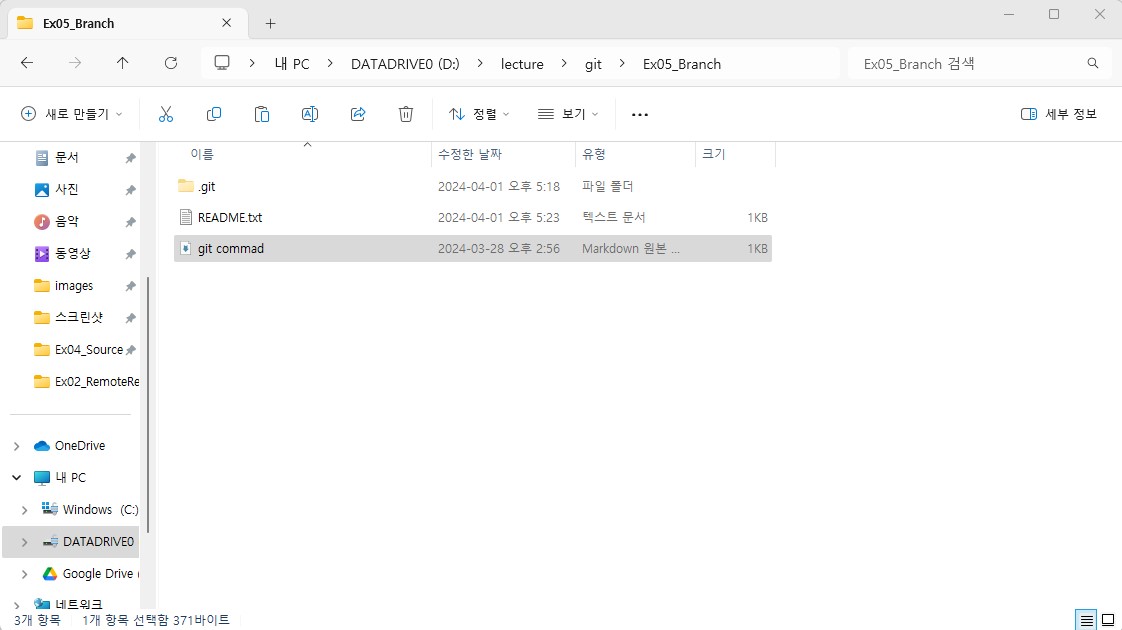 Ex05_Branch
내 PC > DATADRIVE0 (D:) > lecture > git > Ex05_Branch
Ex05_Branch 검색
새로 만들기
정렬
보기
세부 정보
이름 수정한 날짜 유형 크기
.git 2024-04-01 오후 5:18 파일 폴더
README.txt 2024-04-01 오후 5:23 텍스트 문서 1KB
git commad 2024-03-28 오후 2:56 Markdown 원본 ... 1KB
문서
사진
음악
동영상
images
스크린샷
Ex04_Source
Ex02_RemoteRe
OneDrive
내 PC
Windows (C:)
DATADRIVE0
Google Drive (
네트워크
3개 항목 1개 항목 선택함 371바이트